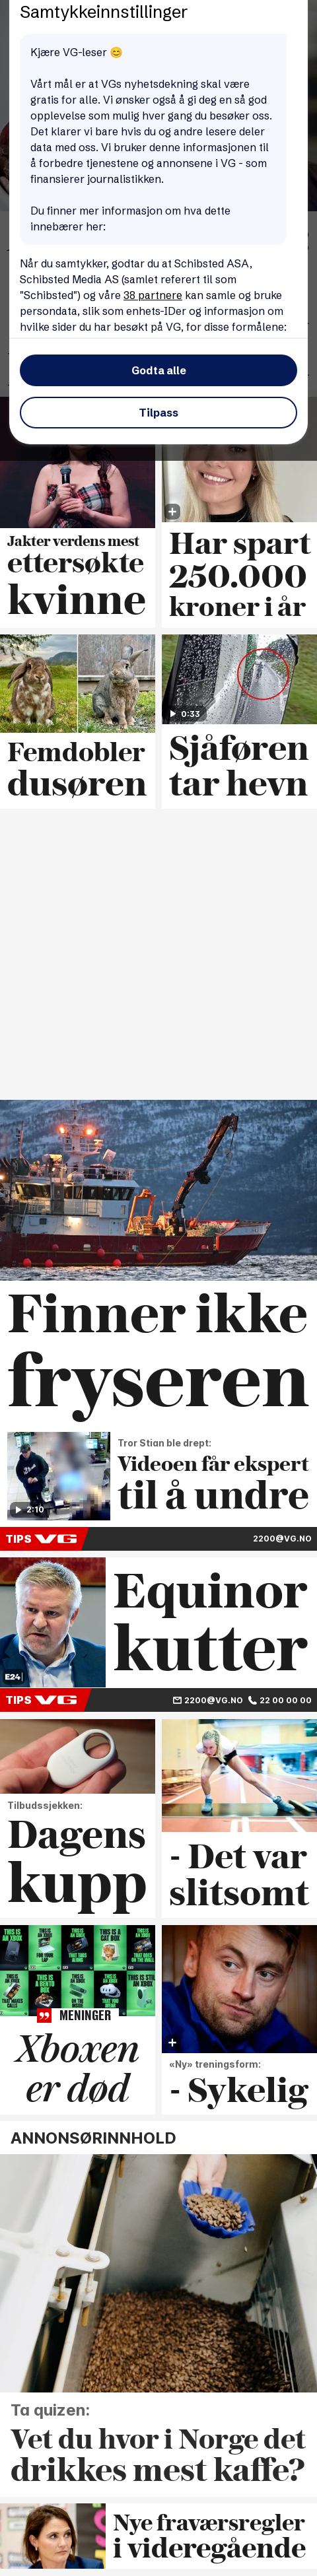 Samtykkeinnstillinger
Kjære VG-leser 😊
Vårt mål er at VGs nyhetsdekning skal være
gratis for alle. Vi ønsker også å gi deg en så god
opplevelse som mulig hver gang du besøker oss.
Det klarer vi bare hvis du og andre lesere deler
data med oss. Vi bruker denne informasjonen til
å forbedre tjenestene og annonsene i VG - som
finansierer journalistikken.
Du finner mer informasjon om hva dette
innebærer her:
Når du samtykker, godtar du at Schibsted ASA,
Schibsted Media AS (samlet referert til som
"Schibsted") og våre 38 partnere kan samle og bruke
persondata, slik som enhets-IDer og informasjon om
hvilke sider du har besøkt på VG, for disse formålene:
Godta alle
Tilpass
Jakter verdens mest
ettersøkte
kvinne
Har spart
250.000
kroner i år
Femdobler
dusøren
0:33
Sjåføren
tar hevn
Finner ikke
fryseren
2:10
Tror Stian ble drept:
Videoen får ekspert
til å undre
TIPS VG
2200@VG.NO
E24
Equinor
kutter
TIPS VG
2200@VG.NO 22 00 00 00
Tilbudssjekken:
Dagens
kupp
- Det var
slitsomt
THIS IS AN XBOX
MENINGER
Xboxen
er død
«Ny» treningsform:
- Sykelig
ANNONSØRINNHOLD
Ta quizen:
Vet du hvor i Norge det
drikkes mest kaffe?
Nye fraværsregler
i videregående